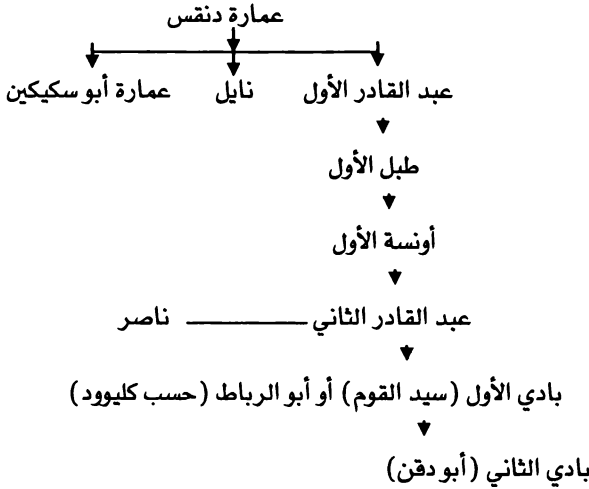 عمارة دنقس
عبد القادر الأول نايل عمارة أبو سكيكين
طبل الأول
أونسة الأول
عبد القادر الثاني ناصر
بادي الأول (سيد القوم) أو أبو الرباط (حسب كليوود)
بادي الثاني (أبو دقن)